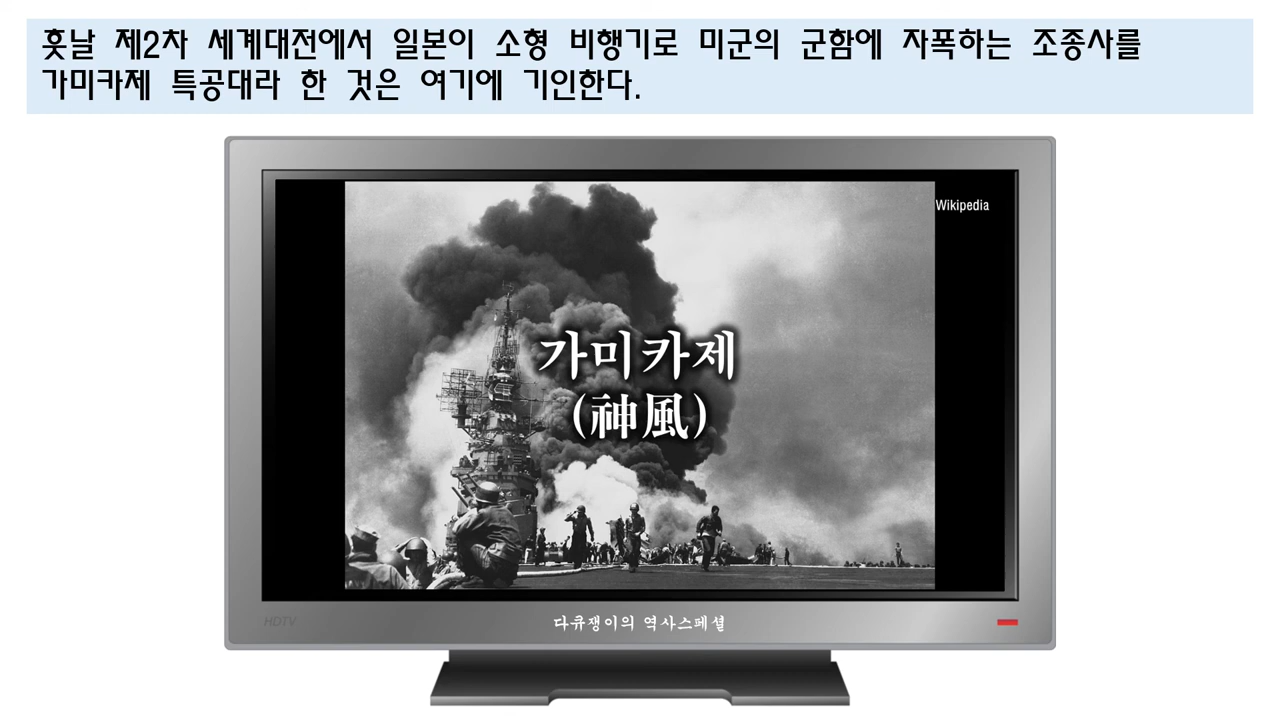 훗날 제2차 세계대전에서 일본이 소형 비행기로 미군의 군함에 자폭하는 조종사를
가미카제 특공대라 한 것은 여기에 기인한다.
Wikipedia
가미카제
(神風)
HDTV
다큐쟁이의 역사스페셜